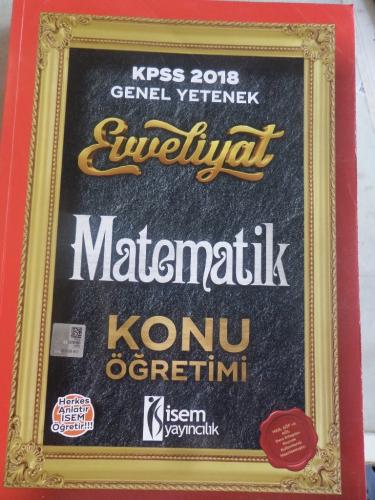 KPSS 2018
GENEL YETENEK
Evveliyat
Matematik
KONU
ÖĞRETİMİ
Herkes
Anlatır
İSEM
Öğretir!!!
isem
yayıncılık